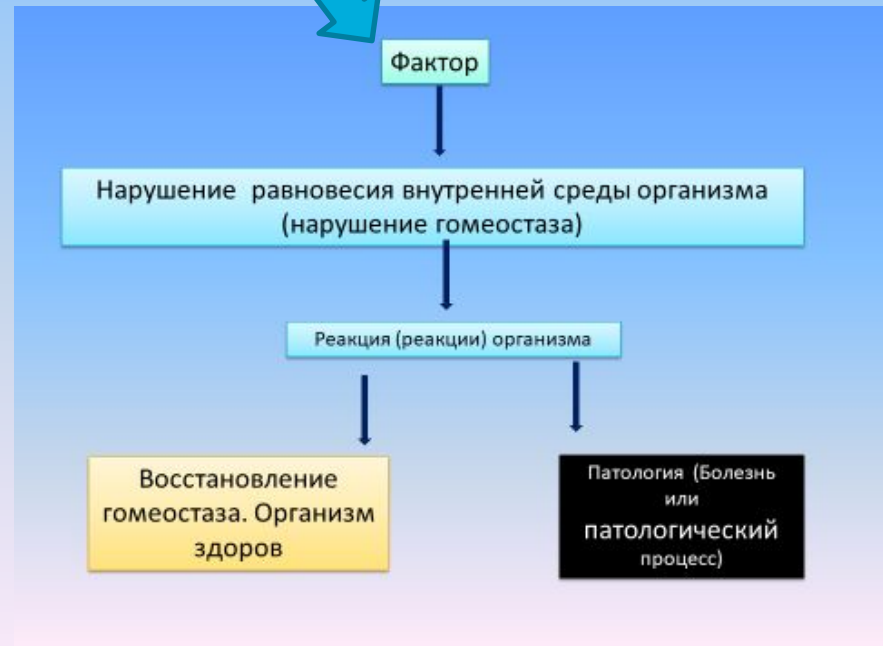 Фактор
Нарушение равновесия внутренней среды организма
(нарушение гомеостаза)
Реакция (реакции) организма
Восстановление
гомеостаза. Организм
здоров
Патология (Болезнь
или
патологический
процесс)